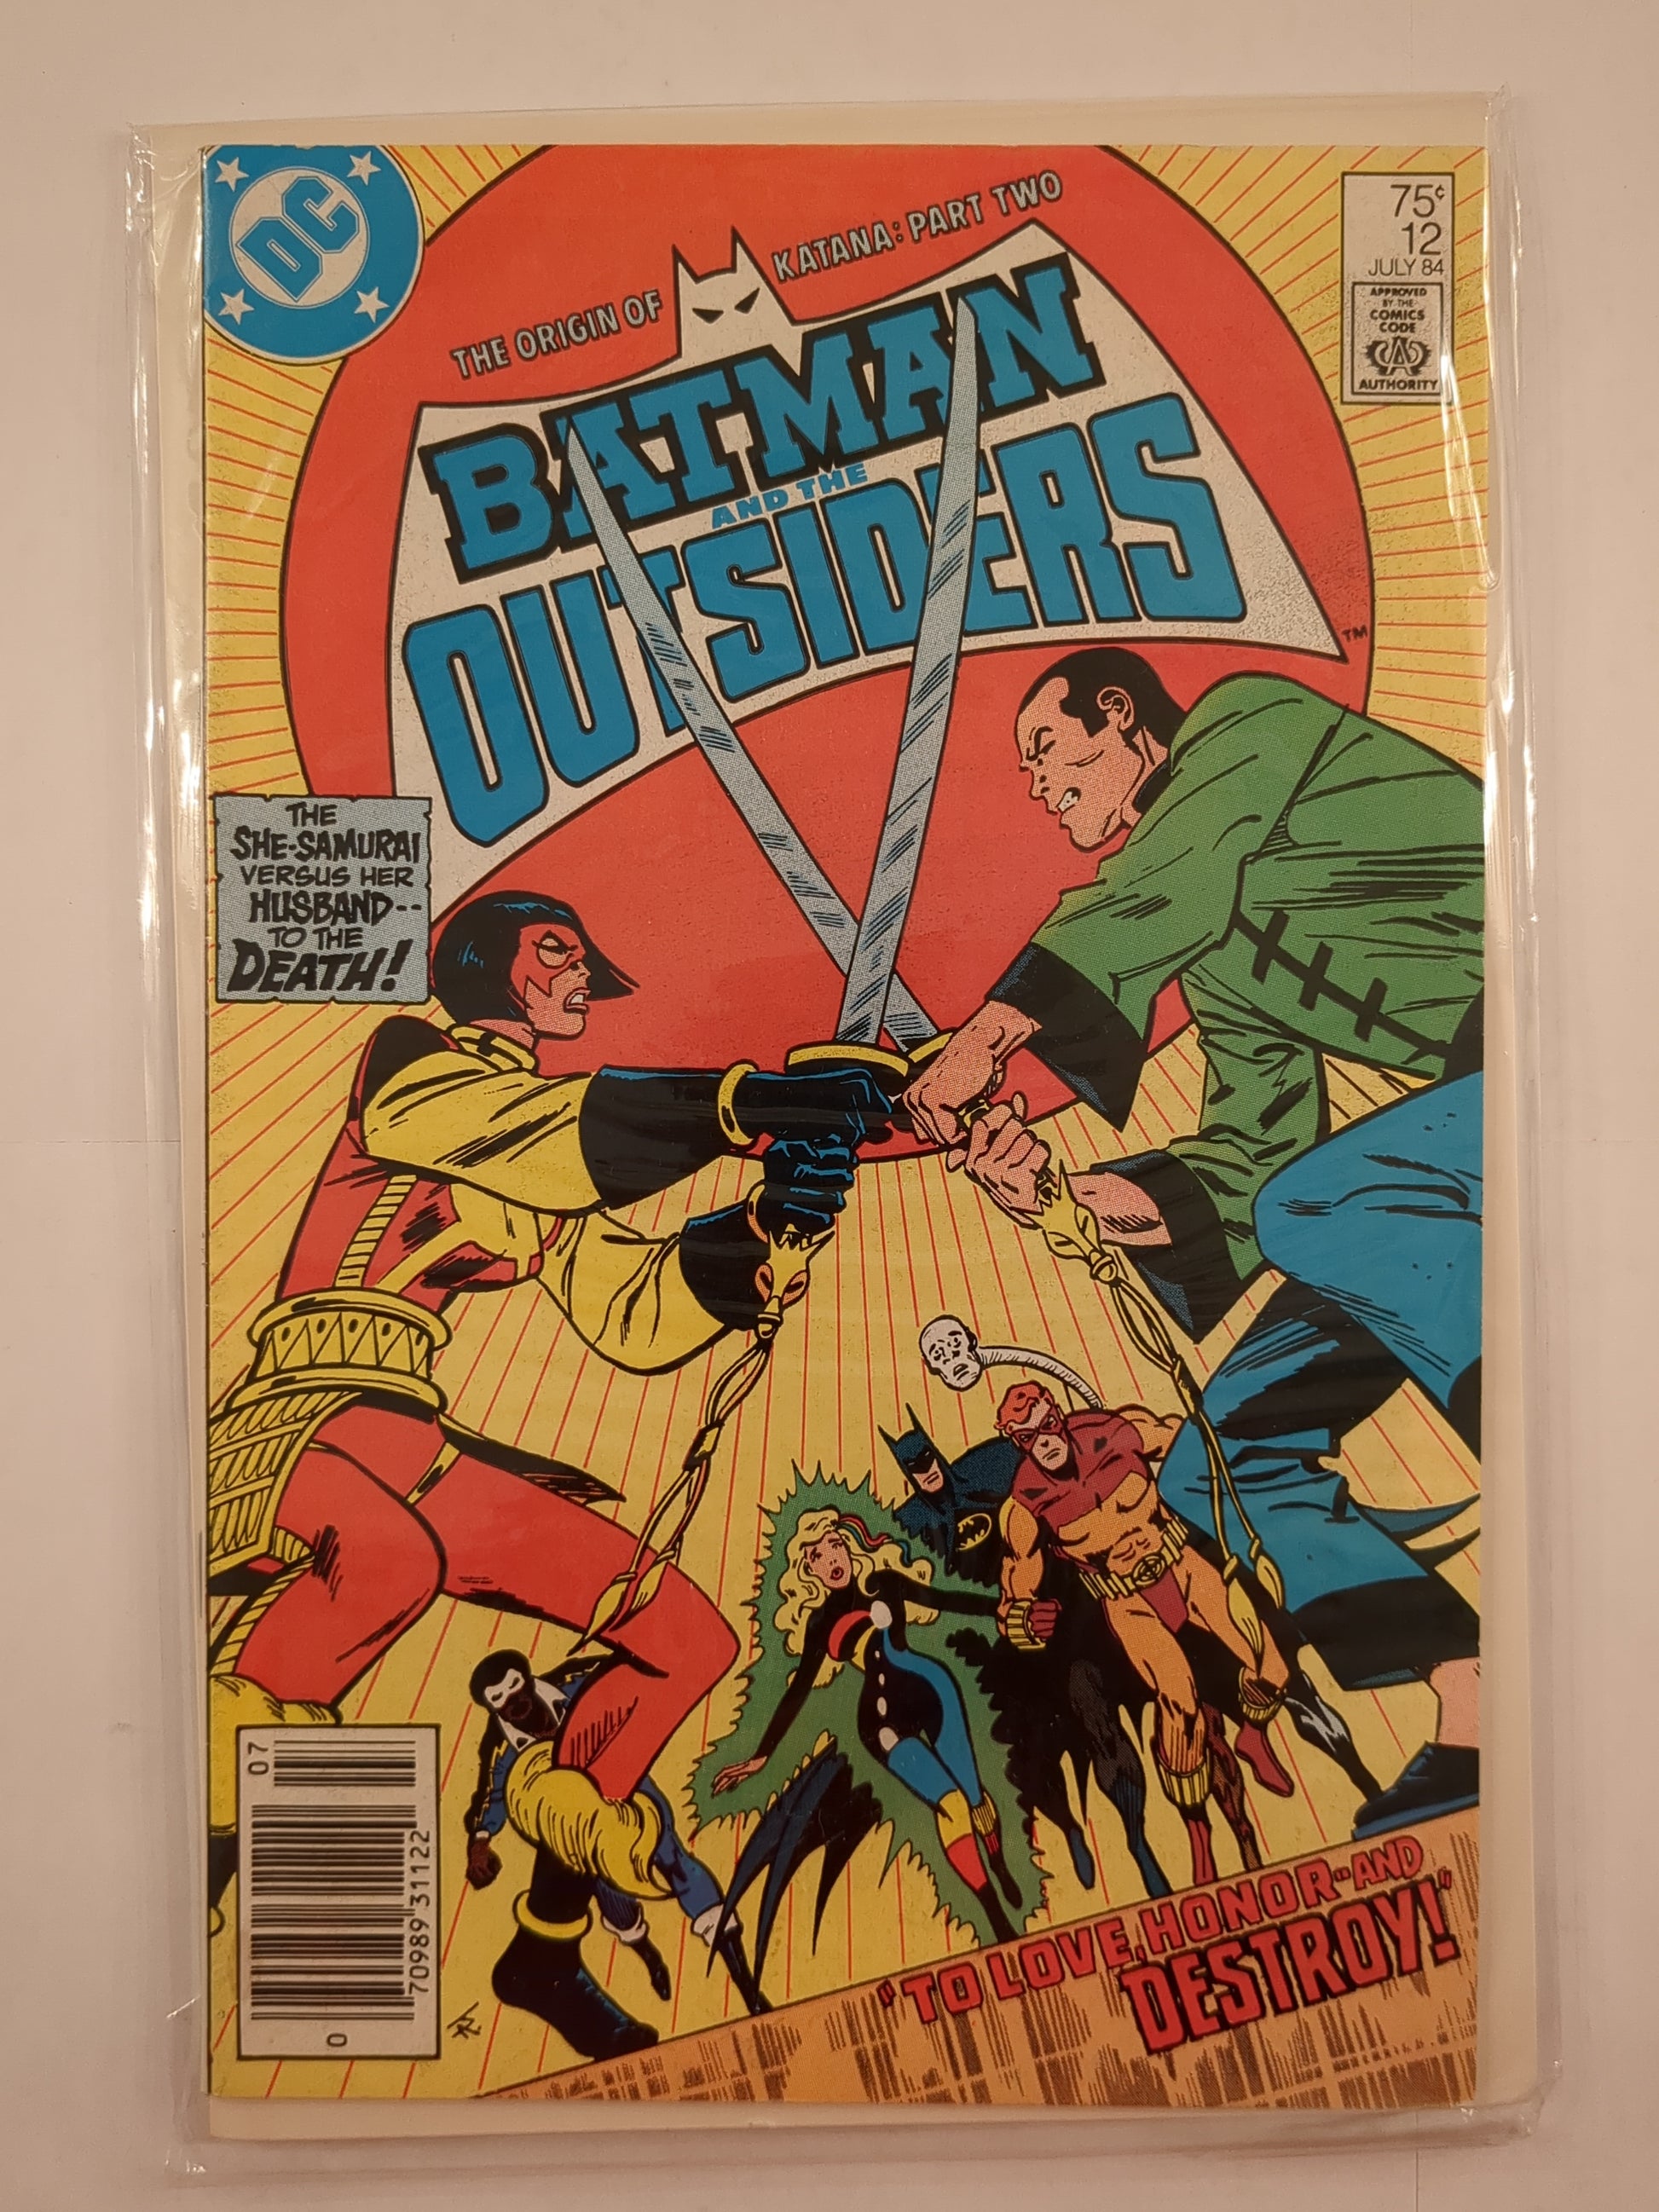 DC
75¢
12
JULY 84
APPROVED
BY THE
COMICS
CODE
CA
AUTHORITY
THE ORIGIN OF KATANA: PART TWO
BATMAN
AND THE
OUTSIDERS
TM
THE
SHE-SAMURAI
VERSUS HER
HUSBAND--
TO THE
DEATH!
07
70989 31122
0
"TO LOVE, HONOR--AND
DESTROY!"